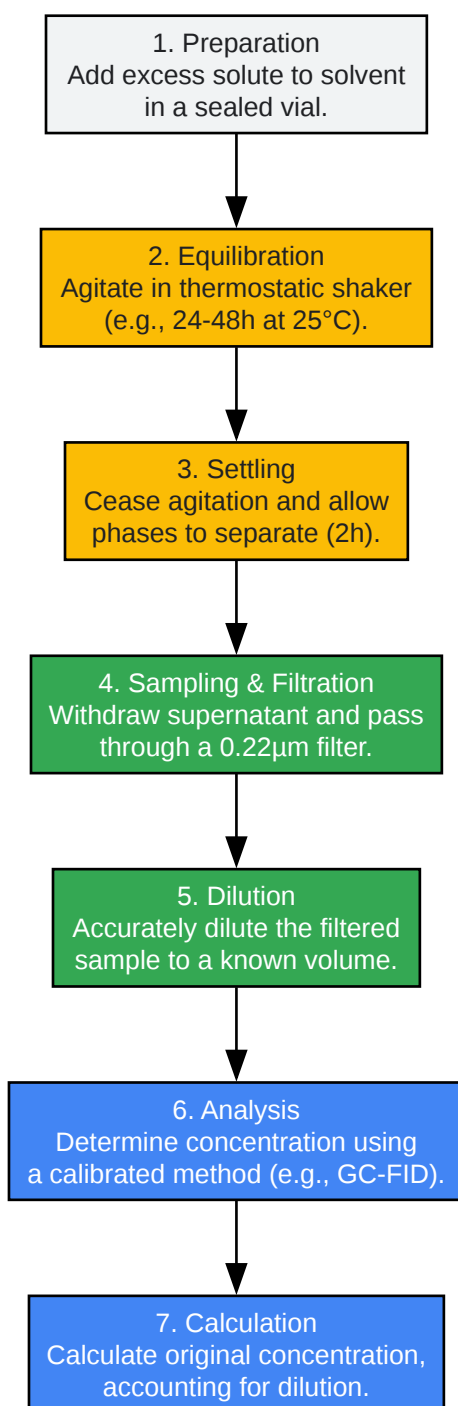 1. Preparation
Add excess solute to solvent
in a sealed vial.
2. Equilibration
Agitate in thermostatic shaker
(e.g., 24-48h at 25°C).
3. Settling
Cease agitation and allow
phases to separate (2h).
4. Sampling & Filtration
Withdraw supernatant and pass
through a 0.22µm filter.
5. Dilution
Accurately dilute the filtered
sample to a known volume.
6. Analysis
Determine concentration using
a calibrated method (e.g., GC-FID).
7. Calculation
Calculate original concentration,
accounting for dilution.